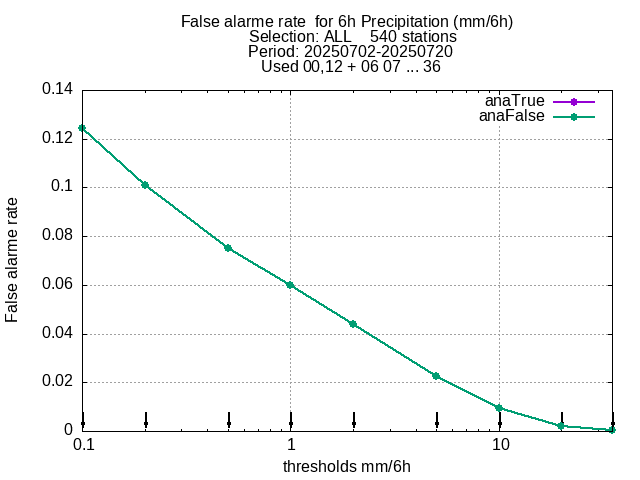 False alarme rate  for 6h Precipitation (mm/6h)
Selection: ALL    540 stations
Period: 20250702-20250720
Used 00,12 + 06 07 ... 36
anaTrue
anaFalse
0.14
0.12
0.1
0.08
0.06
0.04
0.02
0
False alarme rate
0.1 1 10
thresholds mm/6h